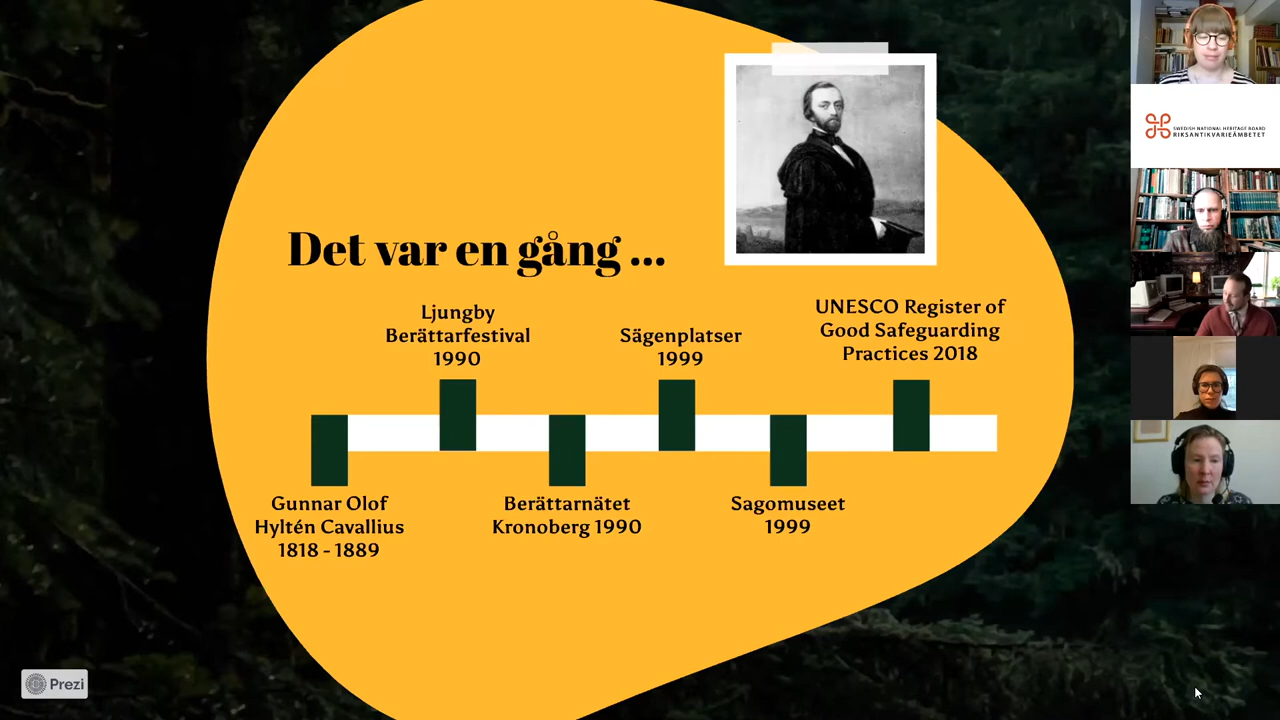 Det var en gång ...
Ljungby
Berättarfestival
1990
Sägenplatser
1999
UNESCO Register of
Good Safeguarding
Practices 2018
Gunnar Olof
Hyltén Cavallius
1818 - 1889
Berättarnätet
Kronoberg 1990
Sagomuseet
1999
Prezi
SWEDISH NATIONAL HERITAGE BOARD
RIKSANTIKVARIEÄMBETET